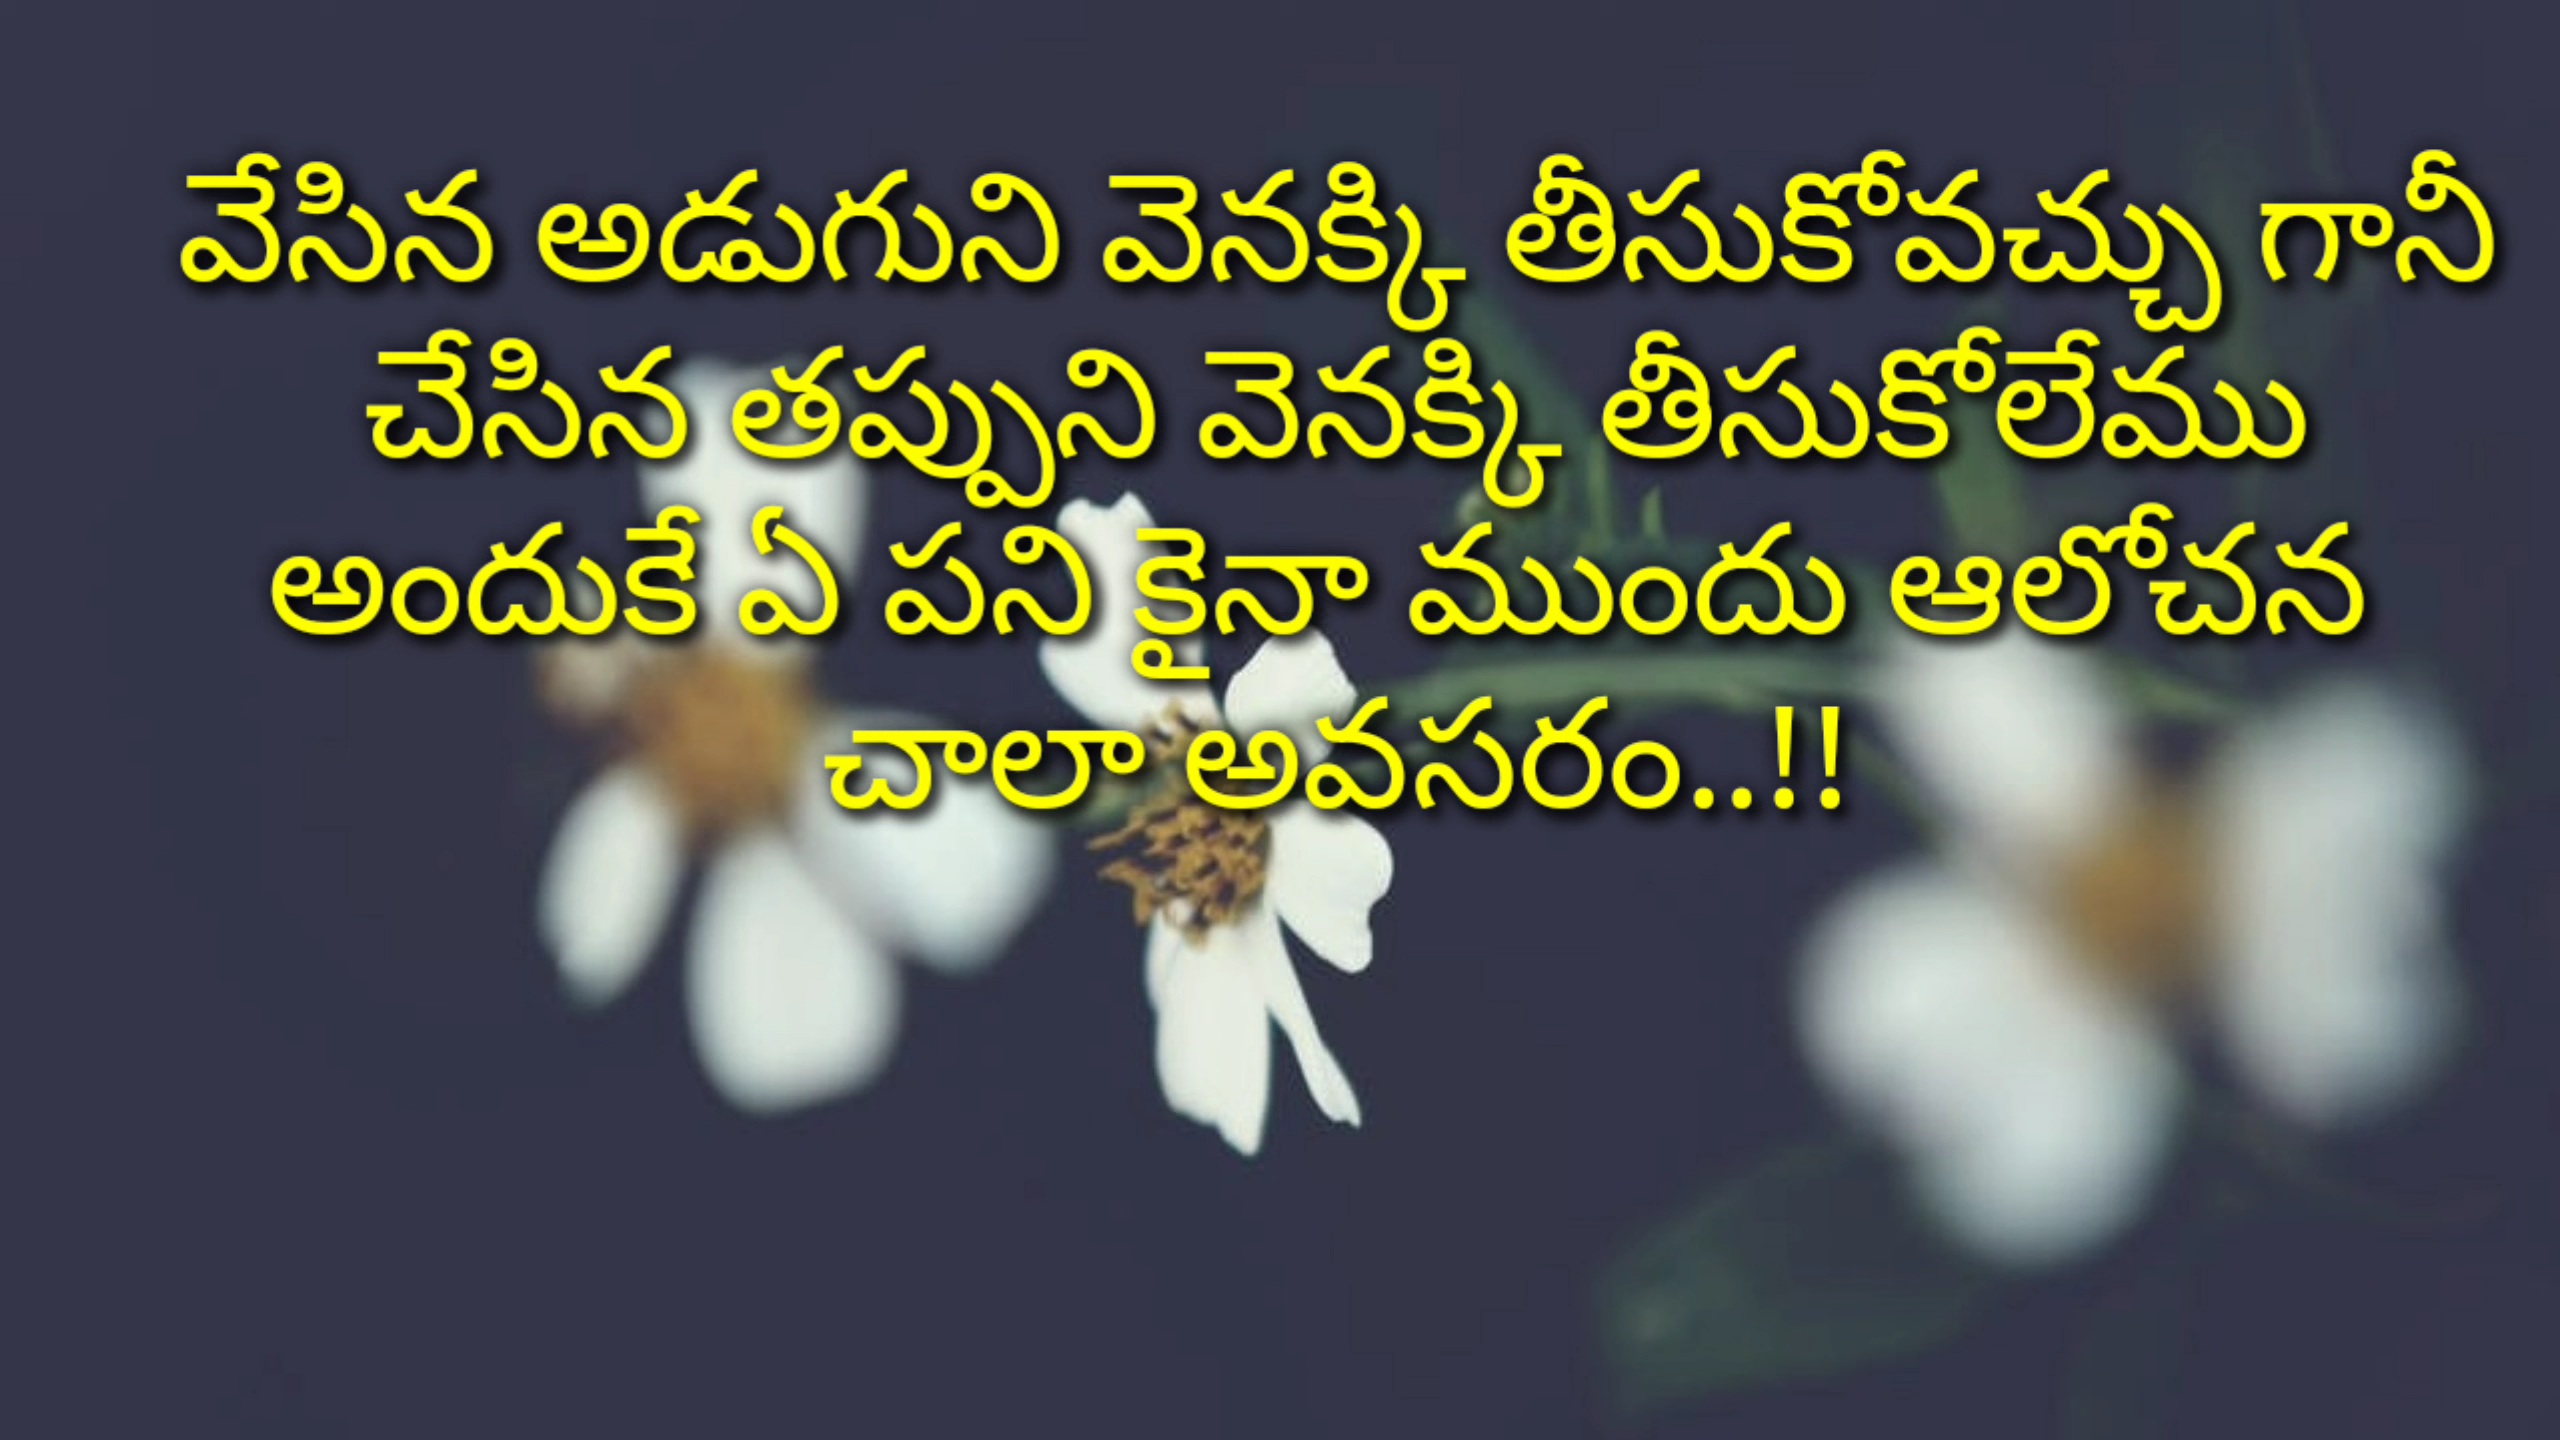 వేసిన అడుగుని వెనక్కి తీసుకోవచ్చు గానీ
చేసిన తప్పుని వెనక్కి తీసుకోలేము
అందుకే ఏ పని కైనా ముందు ఆలోచన
చాలా అవసరం..!!